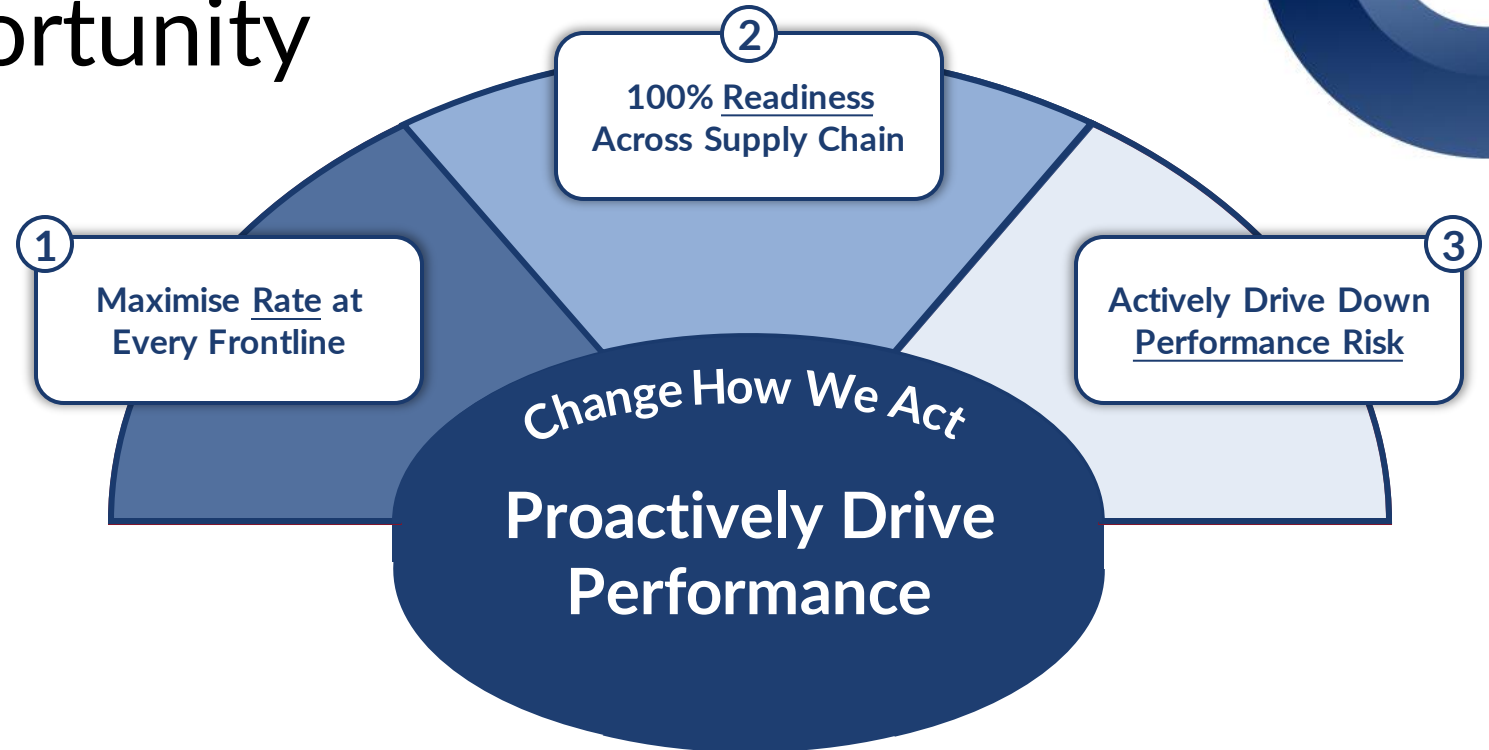 ortunity
2
100% Readiness
Across Supply Chain
1
Maximise Rate at
Every Frontline
3
Actively Drive Down
Performance Risk
Change How We Act
Proactively Drive
Performance